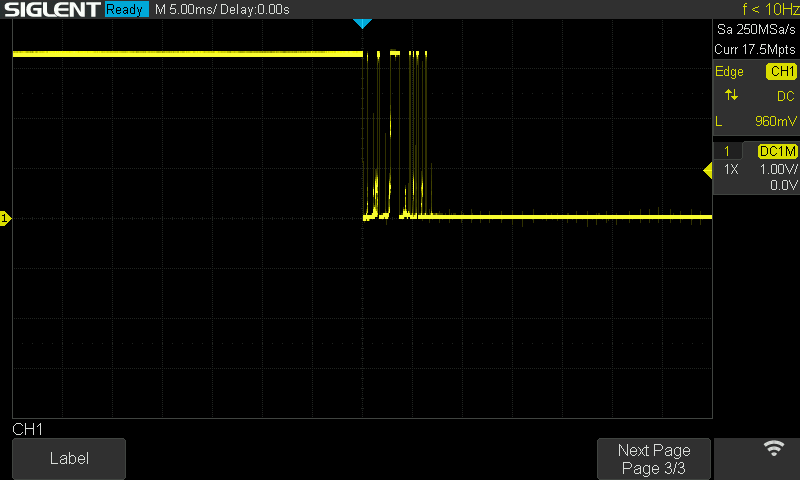 SIGLENT Ready M 5.00ms/ Delay:0.00s f < 10Hz
Sa 250MSa/s
Curr 17.5Mpts
Edge CH1
DC
L 960mV
1 DC1M
1X 1.00V/
0.0V
1
CH1
Label
Next Page
Page 3/3